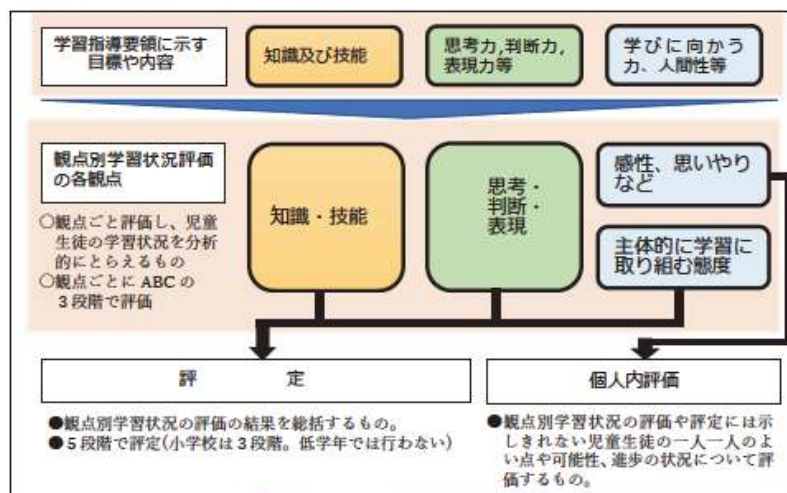 学習指導要領に示す
目標や内容
知識及び技能
思考力,判断力,
表現力等
学びに向かう
力、人間性等
観点別学習状況評価
の各観点
○観点ごと評価し、児童
生徒の学習状況を分析
的にとらえるもの
○観点ごとに ABC の
3 段階で評価
知識・技能
思考・
判断・
表現
感性、思いやり
など
主体的に学習に
取り組む態度
評 定
●観点別学習状況の評価の結果を総括するもの。
●5 段階で評定(小学校は 3 段階。低学年では行わない)
個人内評価
●観点別学習状況の評価や評定には示
しきれない児童生徒の一人一人のよ
い点や可能性、進歩の状況について評
価するもの。